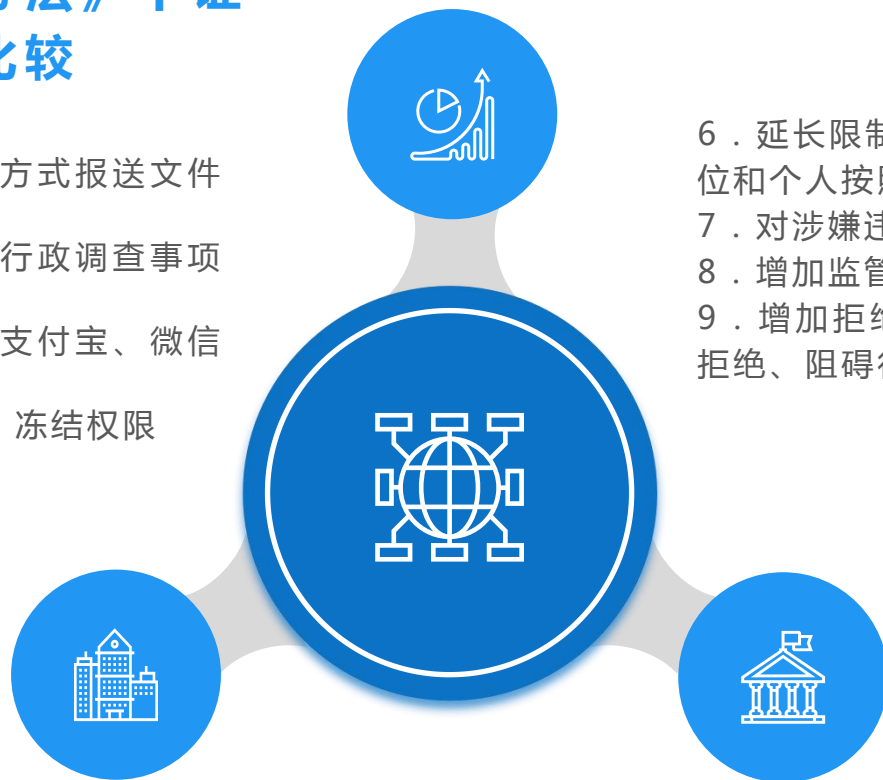 》中证
比较
方式报送文件
行政调查事项
支付宝、微信
冻结权限
6．延长限制
位和个人按
7．对涉嫌违
8．增加监管
9．增加拒绝
拒绝、阻碍